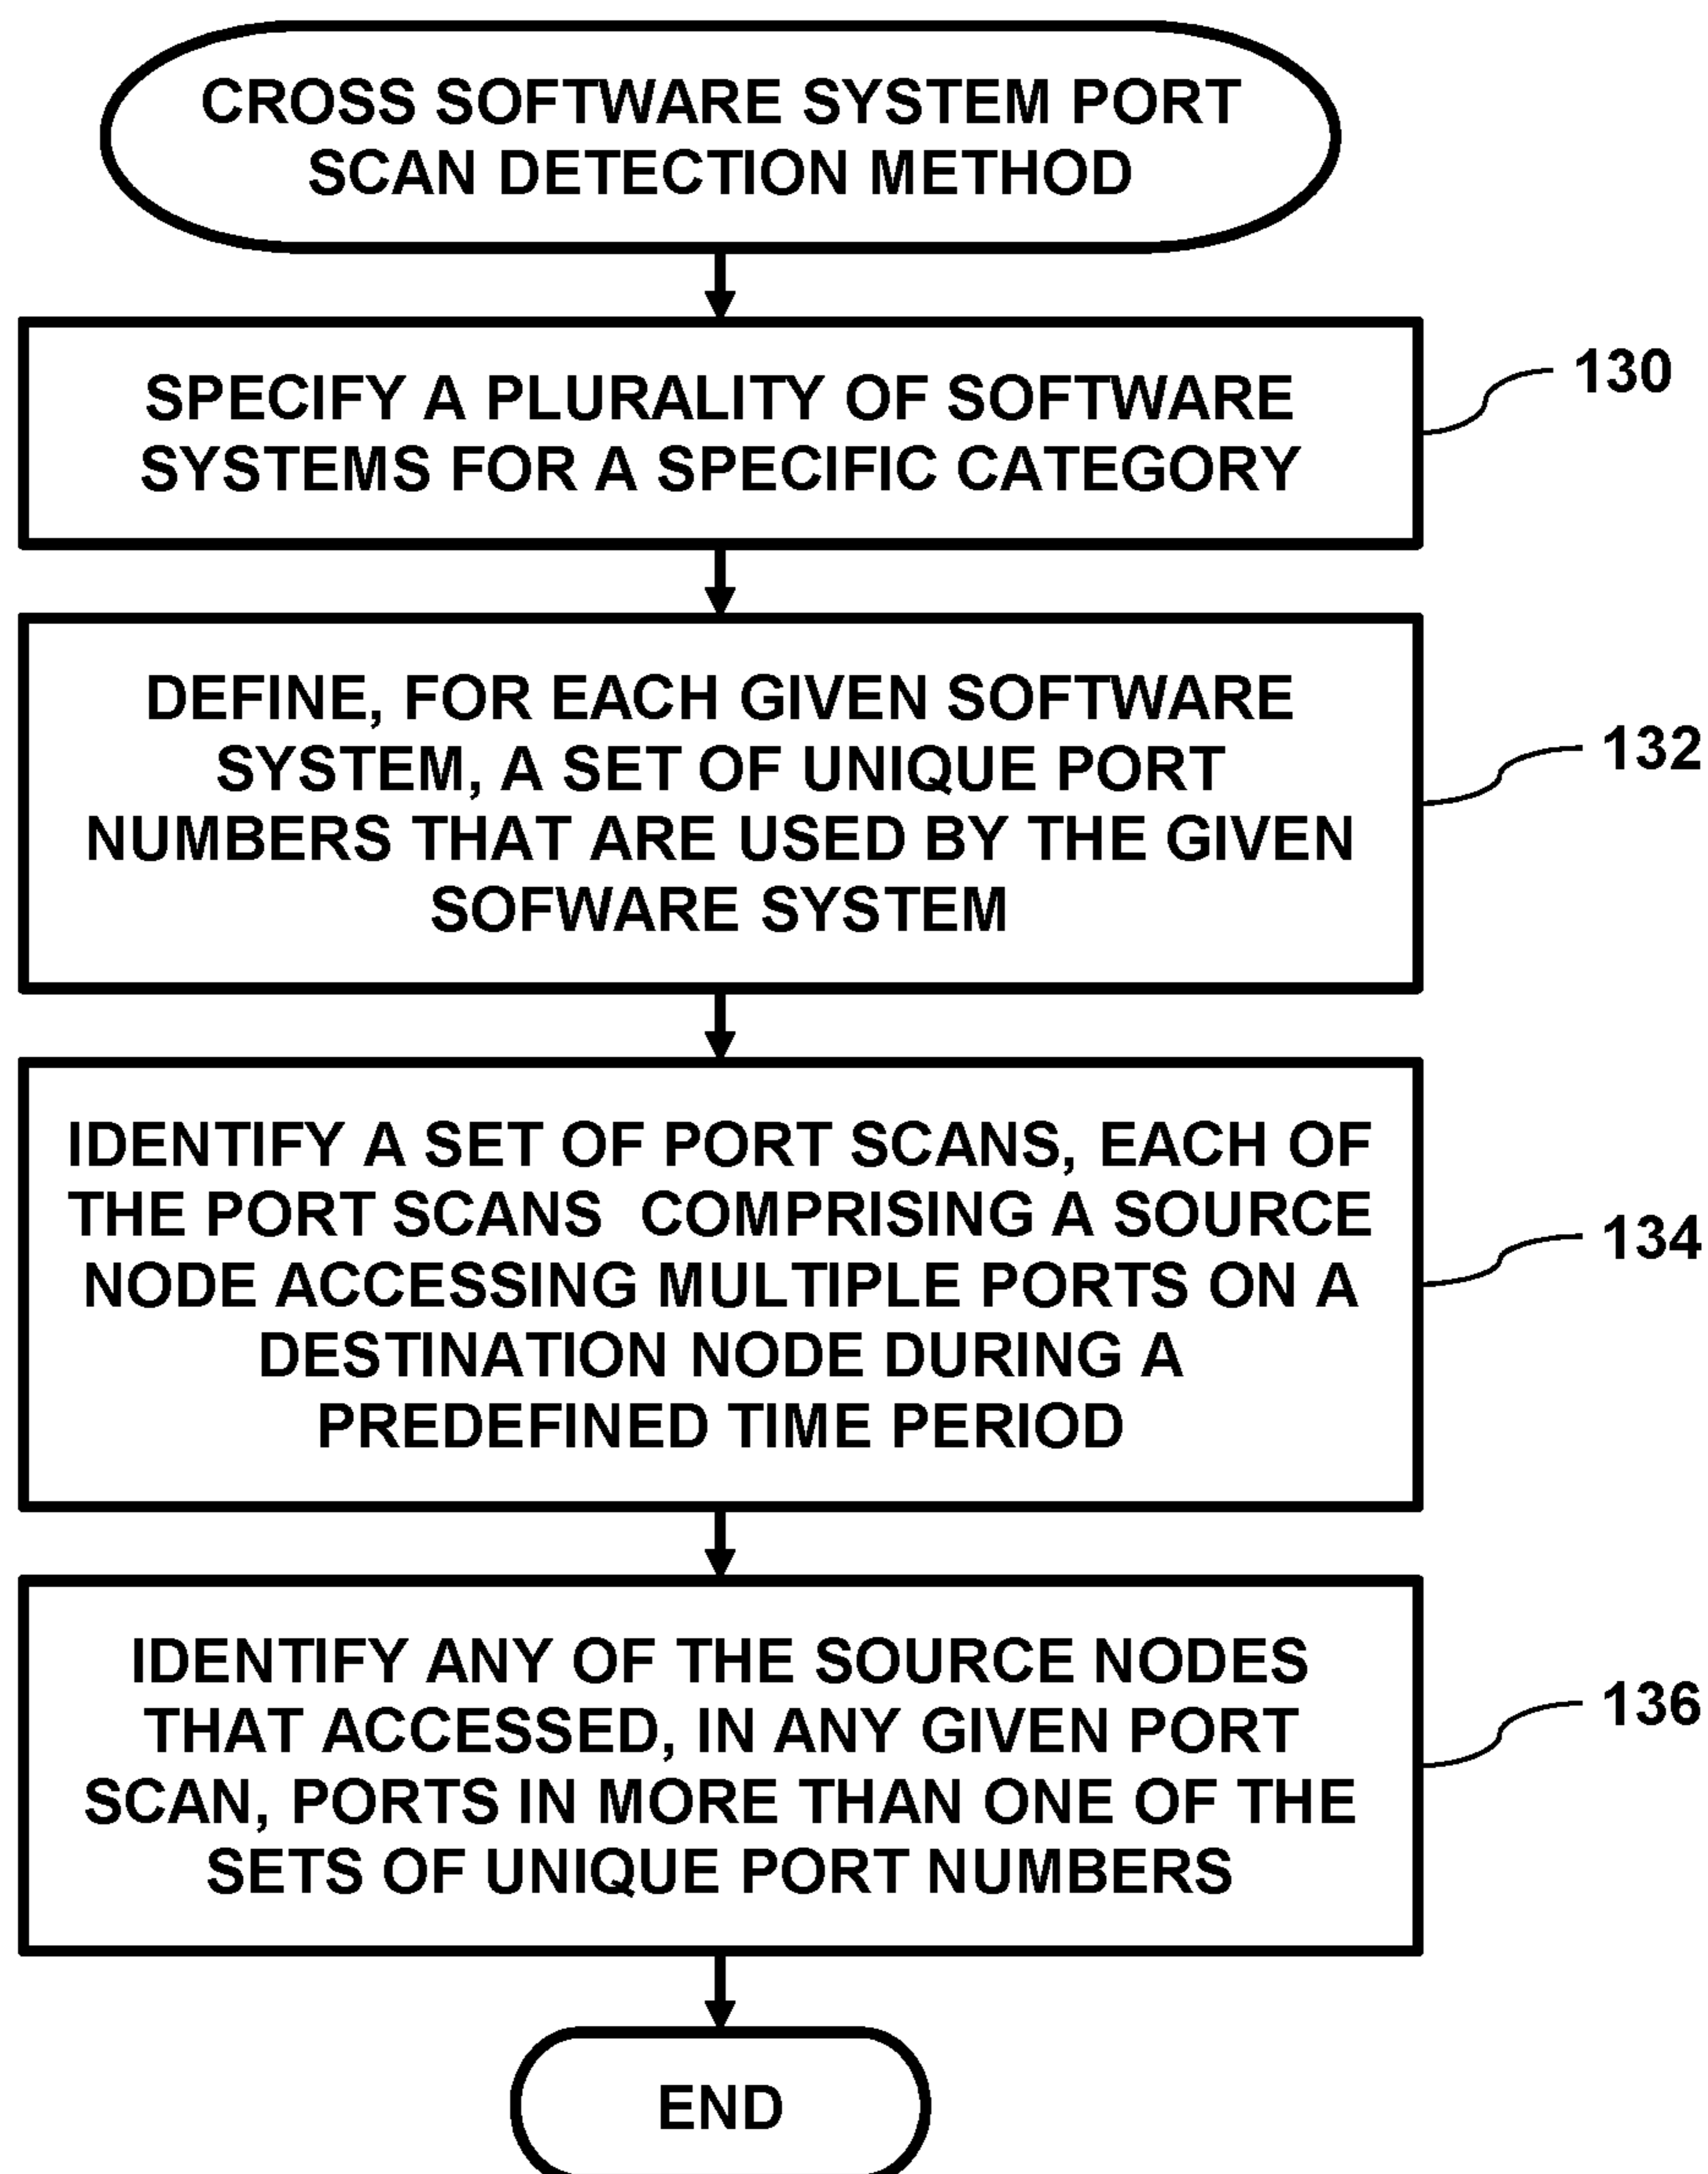 CROSS SOFTWARE SYSTEM PORT
SCAN DETECTION METHOD
SPECIFY A PLURALITY OF SOFTWARE
SYSTEMS FOR A SPECIFIC CATEGORY
130
DEFINE, FOR EACH GIVEN SOFTWARE
SYSTEM, A SET OF UNIQUE PORT
NUMBERS THAT ARE USED BY THE GIVEN
SOFWARE SYSTEM
132
IDENTIFY A SET OF PORT SCANS, EACH OF
THE PORT SCANS  COMPRISING A SOURCE
NODE ACCESSING MULTIPLE PORTS ON A
DESTINATION NODE DURING A
PREDEFINED TIME PERIOD
134
IDENTIFY ANY OF THE SOURCE NODES
THAT ACCESSED, IN ANY GIVEN PORT
SCAN, PORTS IN MORE THAN ONE OF THE
SETS OF UNIQUE PORT NUMBERS
136
END